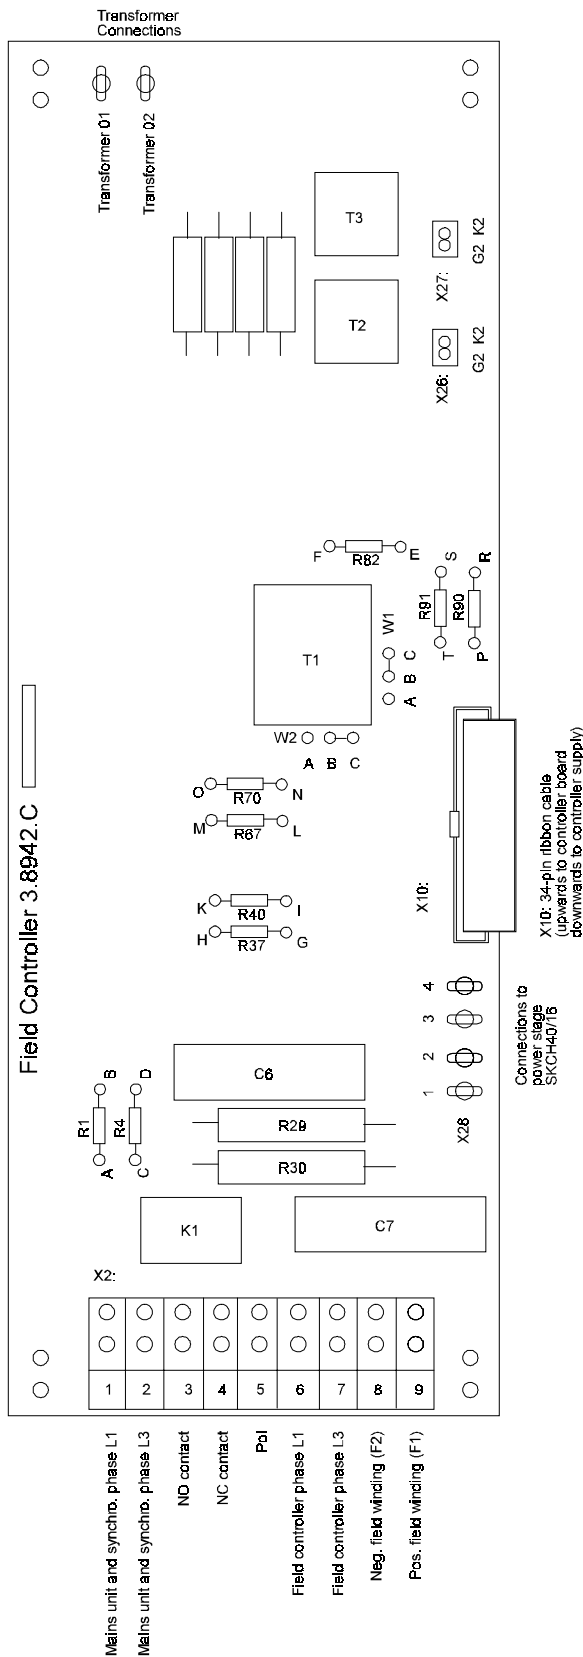 Transformer
Connections
Transformer 01
Transformer 02
T3
K2
G2
X27:
T2
K2
G2
X26:
F
R82
E
S
R
R91
R90
T
P
T1
W1
C
B
A
W2
A
B
C
Field Controller 3.8942.C
O
R70
N
M
R67
L
K
R40
I
H
R37
G
X10:
X10: 34-pin ribbon cable
(upwards to controller board
downwards to controller supply)
4
3
2
1
X28
Connections to
power stage
SKCH40/16
C6
B
D
R1
R4
A
C
R29
R30
K1
C7
X2:
1
2
3
4
5
6
7
8
9
Mains unit and synchro. phase L1
Mains unit and synchro. phase L3
NO contact
NC contact
Pol
Field controller phase L1
Field controller phase L3
Neg. field winding (F2)
Pos. field winding (F1)